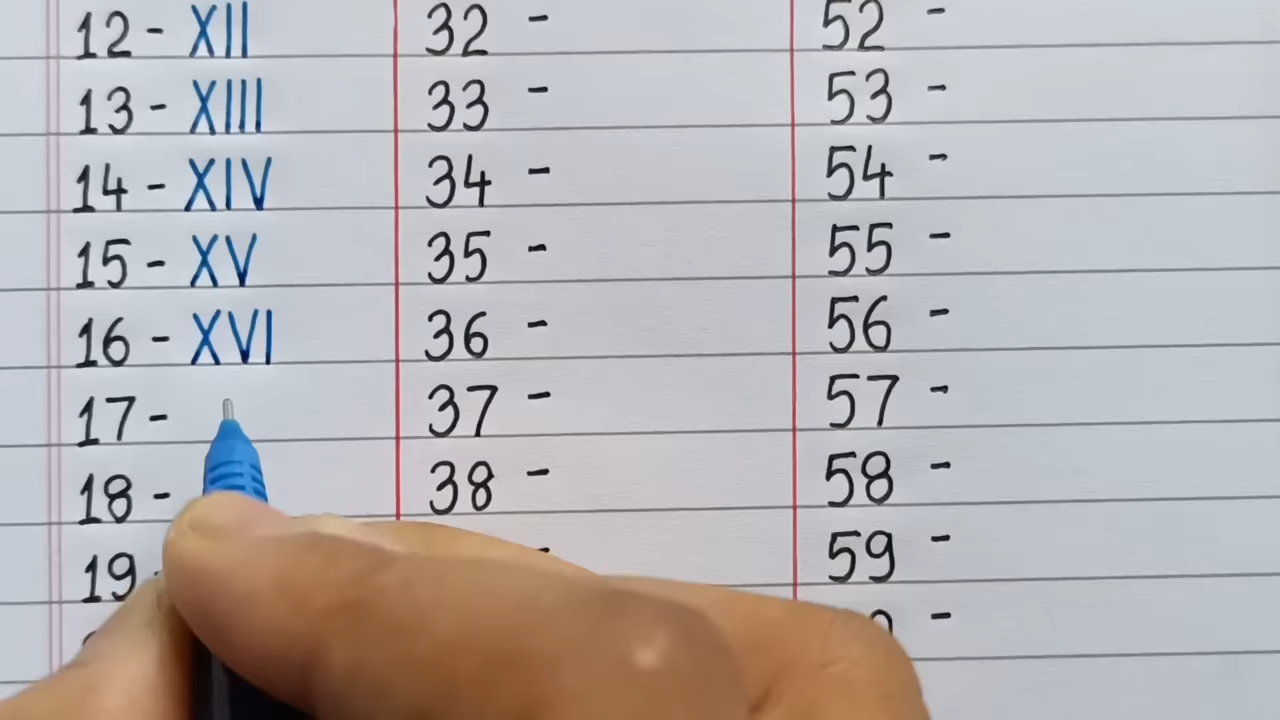 12 - XII 32 - 52 -
13 - XIII 33 - 53 -
14 - XIV 34 - 54 -
15 - XV 35 - 55 -
16 - XVI 36 - 56 -
17 - 37 - 57 -
18 - 38 - 58 -
19 - 59 -
-